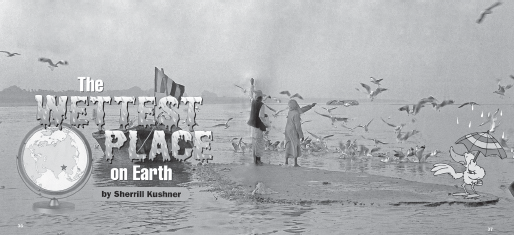 The
WETTEST
PLACE
on Earth
by Sherrill Kushner